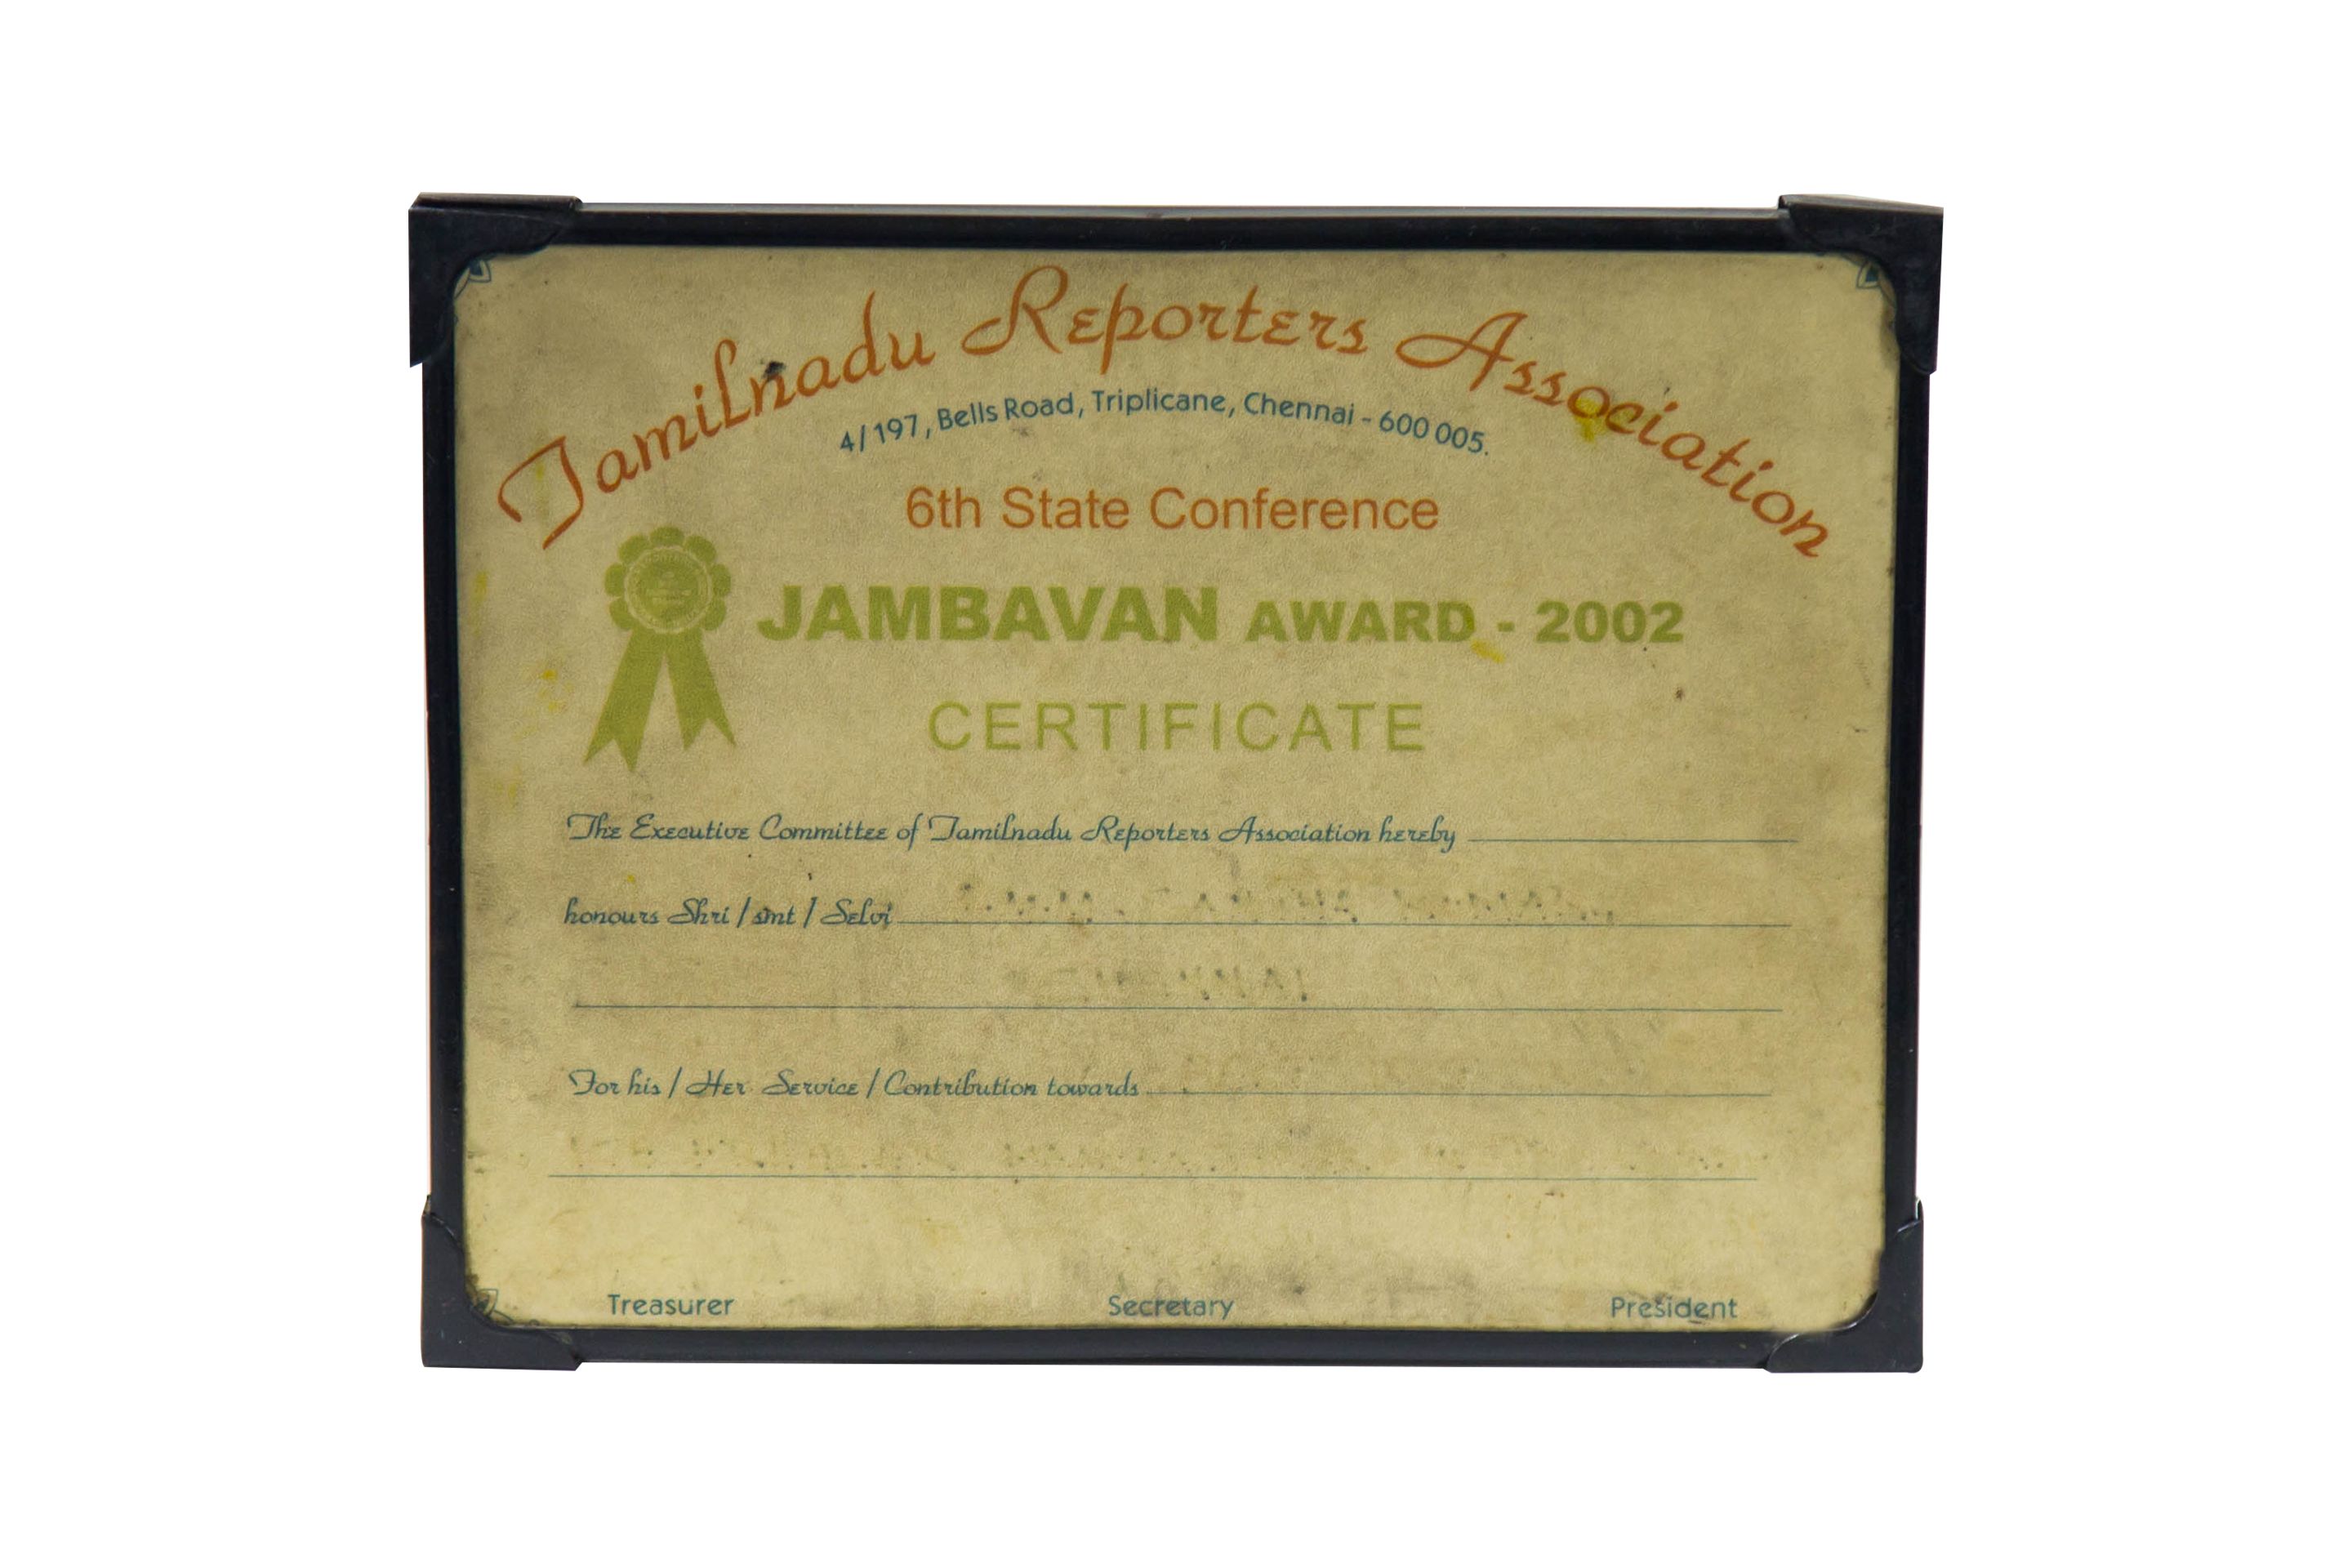 Tamilnadu Reporters Association
4/197, Bells Road, Triplicane, Chennai - 600 005.
6th State Conference
JAMBAVAN AWARD - 2002
CERTIFICATE
The Executive Committee of Tamilnadu Reporters Association hereby
honours Shri / smt / Selvi
For his / Her Service / Contribution towards
Treasurer Secretary President